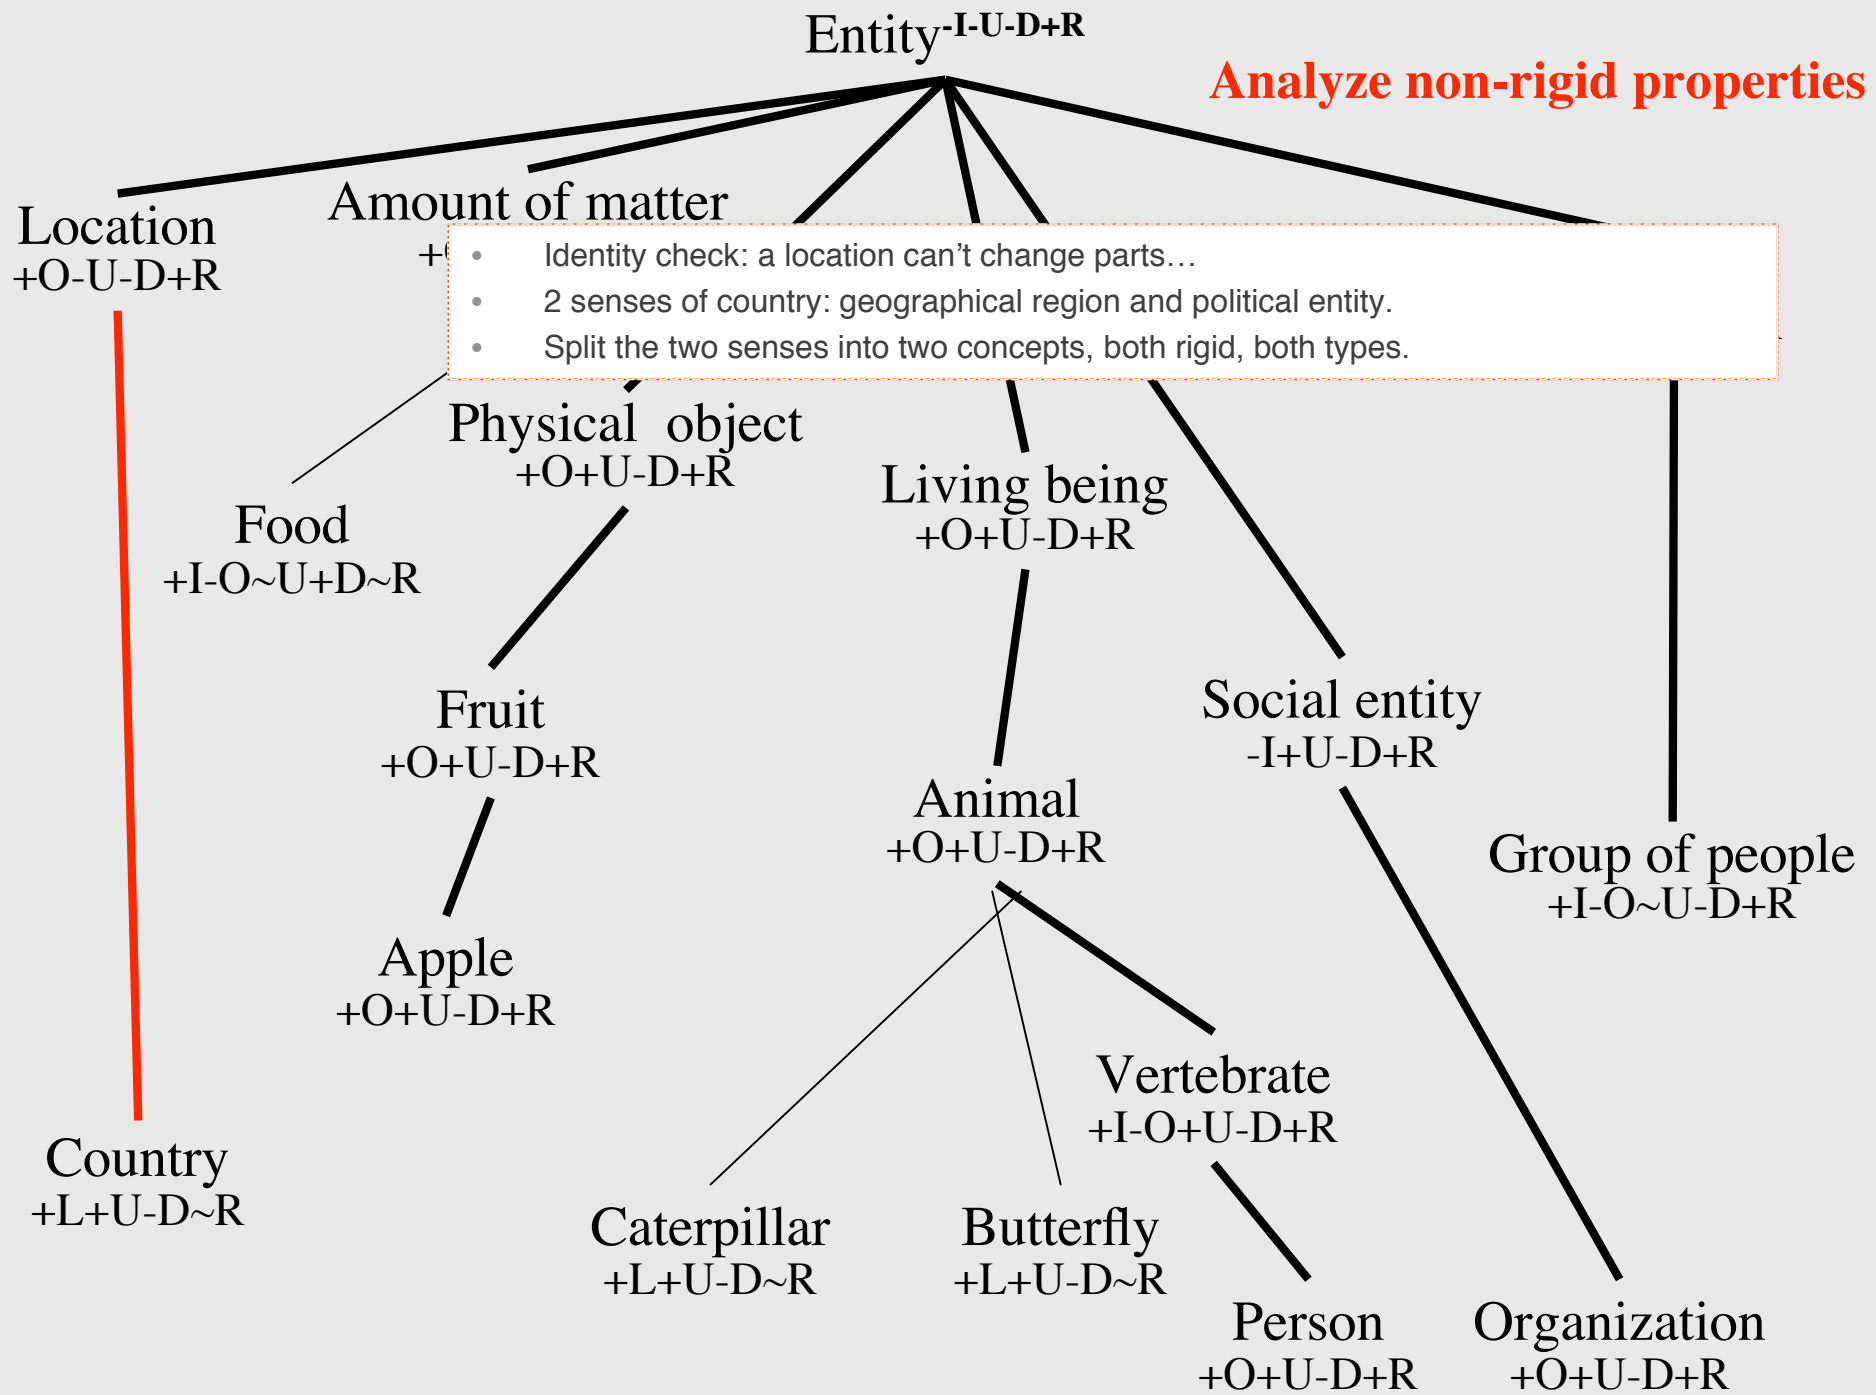 Entity-I-U-D+R
Analyze non-rigid properties
Location
+O-U-D+R
Amount of matter
• Identity check: a location can’t change parts…
• 2 senses of country: geographical region and political entity.
• Split the two senses into two concepts, both rigid, both types.
Physical object
+O+U-D+R
Food
+I-O~U+D~R
Living being
+O+U-D+R
Fruit
+O+U-D+R
Social entity
-I+U-D+R
Animal
+O+U-D+R
Group of people
+I-O~U-D+R
Apple
+O+U-D+R
Vertebrate
+I-O+U-D+R
Country
+L+U-D~R
Caterpillar
+L+U-D~R
Butterfly
+L+U-D~R
Person
+O+U-D+R
Organization
+O+U-D+R